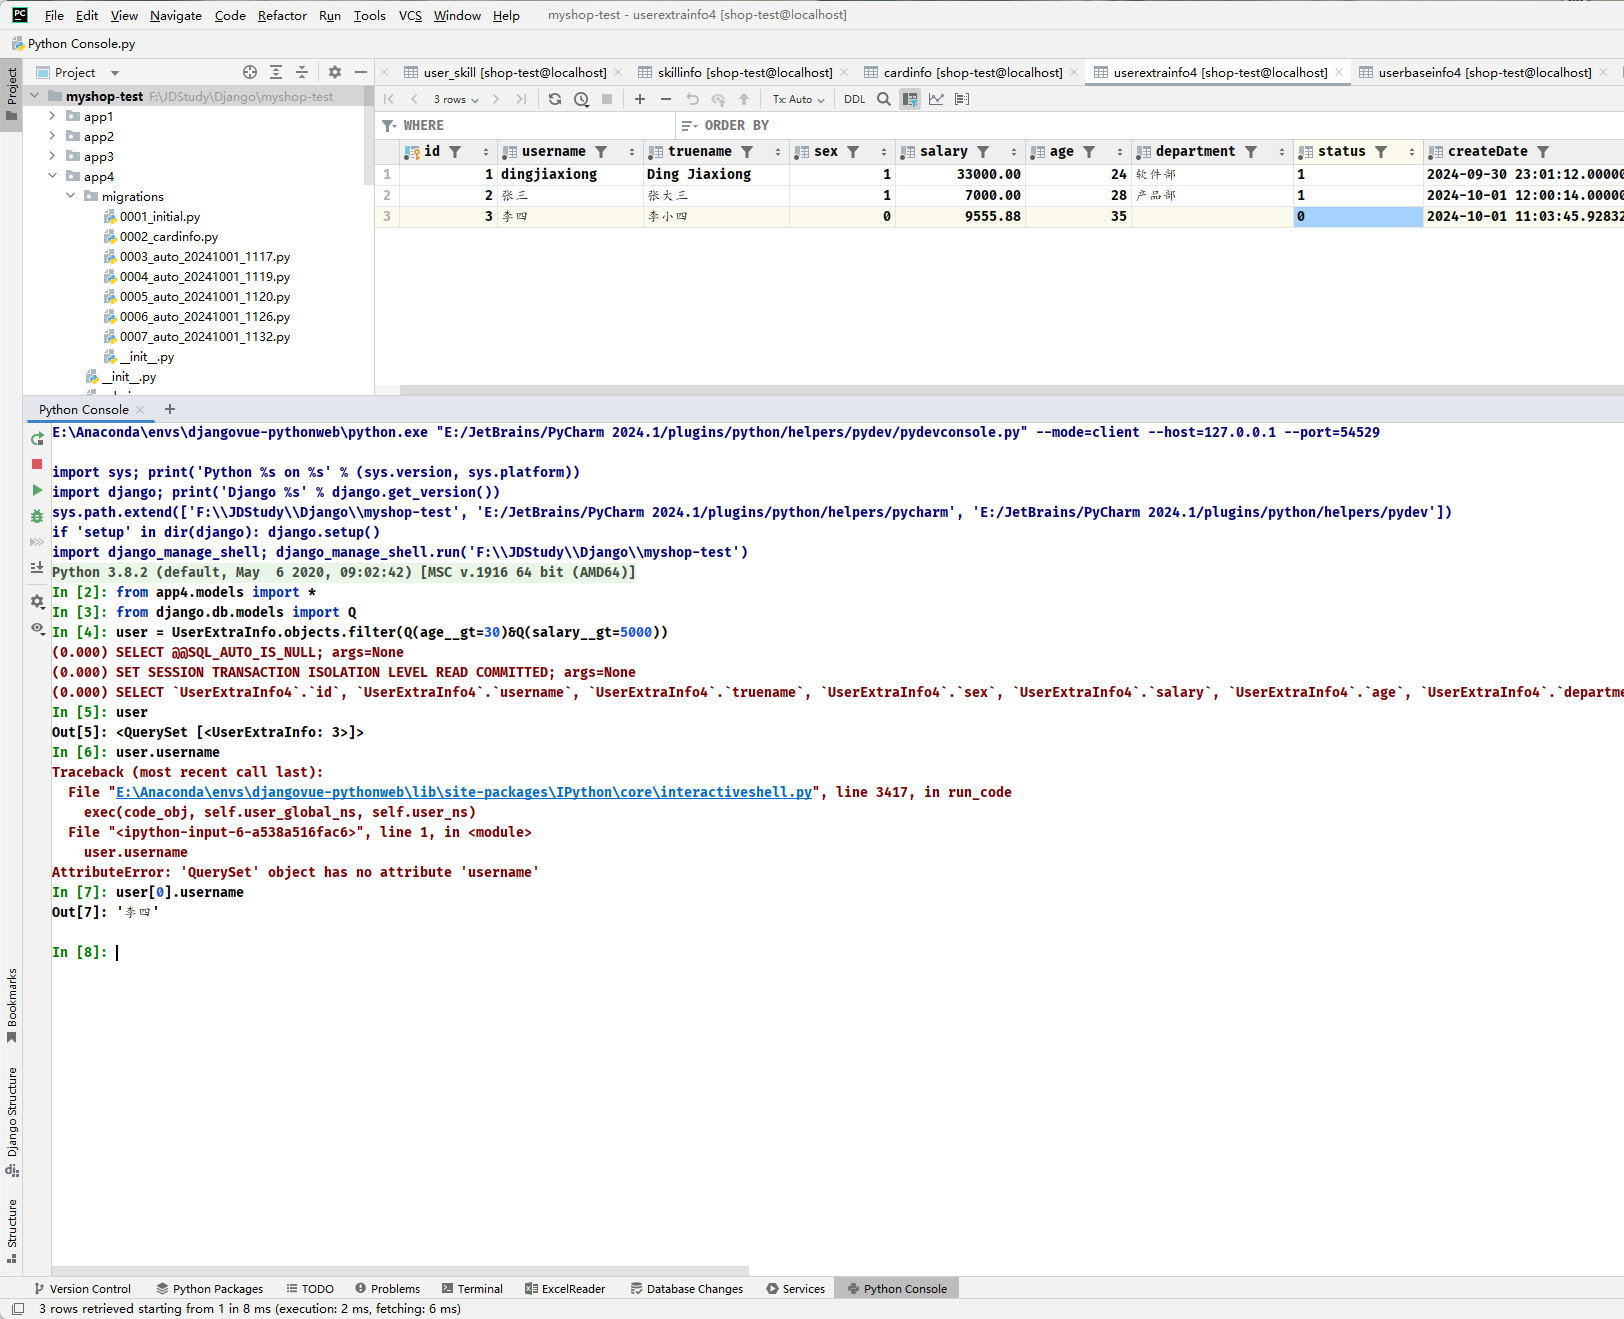 PC File Edit View Navigate Code Refactor Run Tools VCS Window Help myshop-test - userextrainfo4 [shop-test@localhost]
Python Console.py
Project
Project
user_skill [shop-test@localhost] skillinfo [shop-test@localhost] cardinfo [shop-test@localhost] userextrainfo4 [shop-test@localhost] userbaseinfo4 [shop-test@localhost]
myshop-test F:\JDStudy\Django\myshop-test
app1
app2
app3
app4
migrations
0001_initial.py
0002_cardinfo.py
0003_auto_20241001_1117.py
0004_auto_20241001_1119.py
0005_auto_20241001_1120.py
0006_auto_20241001_1126.py
0007_auto_20241001_1132.py
__init__.py
__init__.py
3 rows Tx: Auto DDL
WHERE ORDER BY
id username truename sex salary age department status createDate
1 1 dingjiaxiong Ding Jiaxiong 1 33000.00 24 软件部 1 2024-09-30 23:01:12.00000
2 2 张三 张大三 1 7000.00 28 产品部 1 2024-10-01 12:00:14.00000
3 3 李四 李小四 0 9555.88 35 0 2024-10-01 11:03:45.92832
Python Console
E:\Anaconda\envs\djangovue-pythonweb\python.exe "E:/JetBrains/PyCharm 2024.1/plugins/python/helpers/pydev/pydevconsole.py" --mode=client --host=127.0.0.1 --port=54529
import sys; print('Python %s on %s' % (sys.version, sys.platform))
import django; print('Django %s' % django.get_version())
sys.path.extend(['F:\\JDStudy\\Django\\myshop-test', 'E:/JetBrains/PyCharm 2024.1/plugins/python/helpers/pycharm', 'E:/JetBrains/PyCharm 2024.1/plugins/python/helpers/pydev'])
if 'setup' in dir(django): django.setup()
import django_manage_shell; django_manage_shell.run('F:\\JDStudy\\Django\\myshop-test')
Python 3.8.2 (default, May  6 2020, 09:02:42) [MSC v.1916 64 bit (AMD64)]
In [2]: from app4.models import *
In [3]: from django.db.models import Q
In [4]: user = UserExtraInfo.objects.filter(Q(age__gt=30)&Q(salary__gt=5000))
(0.000) SELECT @@SQL_AUTO_IS_NULL; args=None
(0.000) SET SESSION TRANSACTION ISOLATION LEVEL READ COMMITTED; args=None
(0.000) SELECT `UserExtraInfo4`.`id`, `UserExtraInfo4`.`username`, `UserExtraInfo4`.`truename`, `UserExtraInfo4`.`sex`, `UserExtraInfo4`.`salary`, `UserExtraInfo4`.`age`, `UserExtraInfo4`.`departme
In [5]: user
Out[5]: <QuerySet [<UserExtraInfo: 3>]>
In [6]: user.username
Traceback (most recent call last):
File "E:\Anaconda\envs\djangovue-pythonweb\lib\site-packages\IPython\core\interactiveshell.py", line 3417, in run_code
exec(code_obj, self.user_global_ns, self.user_ns)
File "<ipython-input-6-a538a516fac6>", line 1, in <module>
user.username
AttributeError: 'QuerySet' object has no attribute 'username'
In [7]: user[0].username
Out[7]: '李四'
In [8]:
Bookmarks
Django Structure
Structure
Version Control Python Packages TODO Problems Terminal ExcelReader Database Changes Services Python Console
3 rows retrieved starting from 1 in 8 ms (execution: 2 ms, fetching: 6 ms)